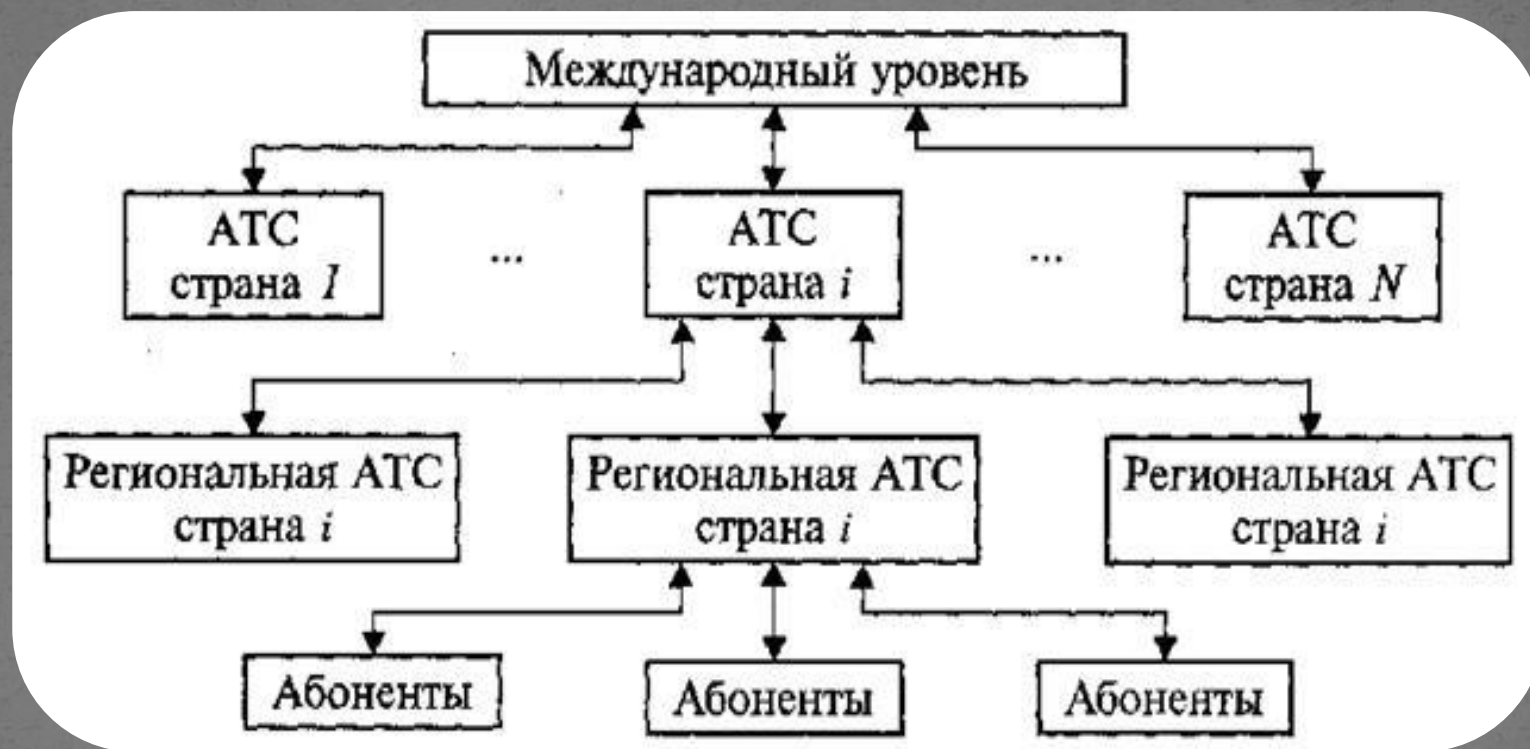 Международный уровень
АТС
страна 1
...
АТС
страна i
...
АТС
страна N
Региональная АТС
страна i
Региональная АТС
страна i
Региональная АТС
страна i
Абоненты
Абоненты
Абоненты